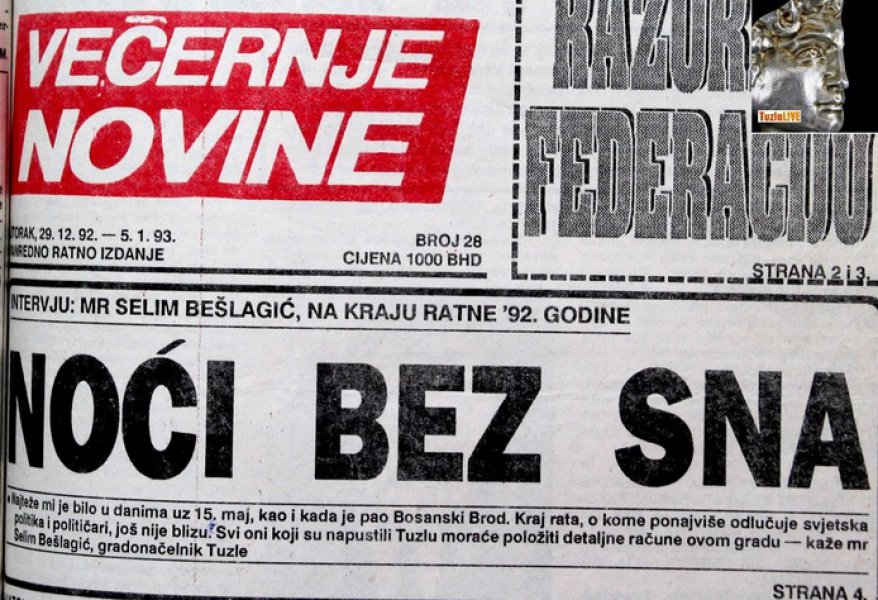 VEČERNJE
NOVINE
UTORAK, 29. 12. 92. — 5. 1. 93.
VANREDNO RATNO IZDANJE
BROJ 28
CIJENA 1000 BHD
RAZUR
FEDERACIJU
STRANA 2 i 3.
TuzlaLIVE
INTERVJU: MR SELIM BEŠLAGIĆ, NA KRAJU RATNE '92. GODINE
NOĆI BEZ SNA
Najteže mi je bilo u danima uz 15. maj, kao i kada je pao Bosanski Brod. Kraj rata, o kome ponajviše odlučuje svjetska
politika i političari, još nije blizu. Svi oni koji su napustili Tuzlu moraće položiti detaljne račune ovom gradu — kaže mr
Selim Bešlagić, gradonačelnik Tuzle
STRANA 4.